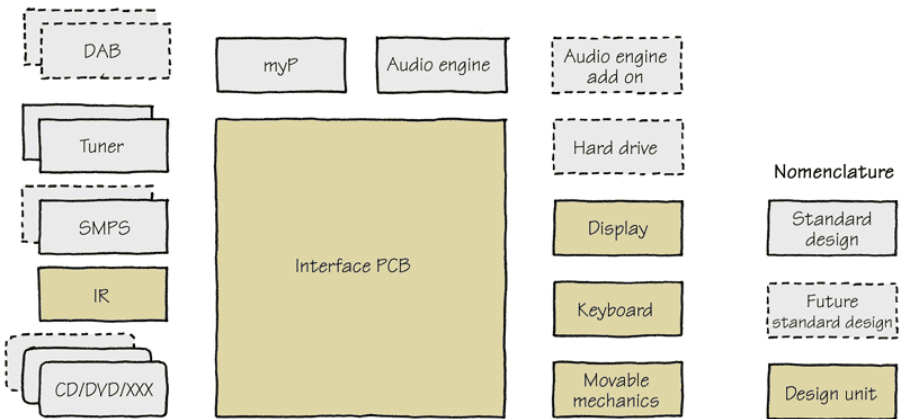 DAB
myP
Audio engine
Audio engine
add on
Tuner
Hard drive
Nomenclature
SMPS
Display
Standard
design
Interface PCB
IR
Keyboard
Future
standard design
CD/DVD/XXX
Movable
mechanics
Design unit